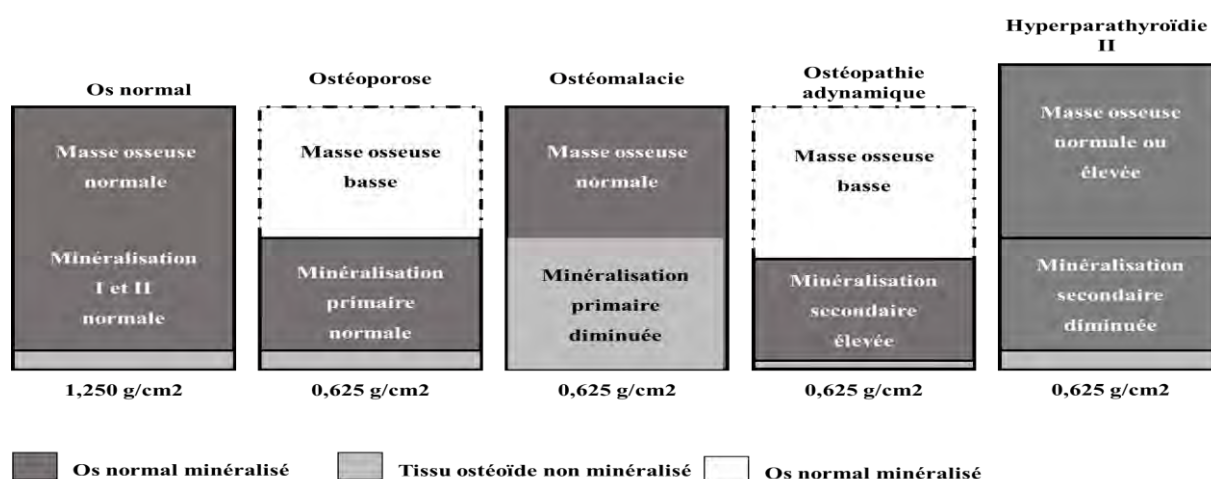 Hyperparathyroïdie
II
Os normal
Ostéoporose
Ostéomalacie
Ostéopathie
adynamique
Masse osseuse
normale
Minéralisation
I et II
normale
Masse osseuse
basse
Minéralisation
primaire
normale
Masse osseuse
normale
Minéralisation
primaire
diminuée
Masse osseuse
basse
Minéralisation
secondaire
élevée
Masse osseuse
normale ou
élevée
Minéralisation
secondaire
diminuée
1,250 g/cm2
0,625 g/cm2
0,625 g/cm2
0,625 g/cm2
0,625 g/cm2
Os normal minéralisé
Tissu ostéoïde non minéralisé
Os normal minéralisé